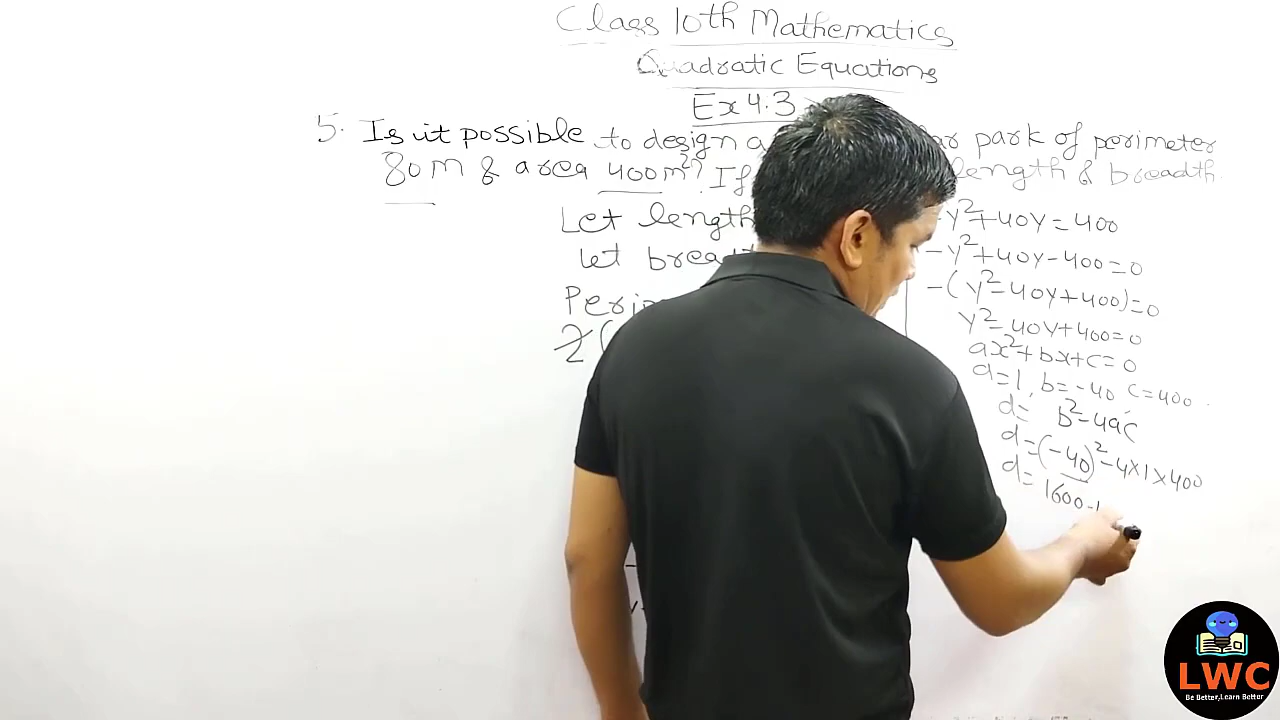 Class 10th Mathematics
Quadratic Equations
Ex 4.3
5. Is it possible to design a park of perimeter
80m & area 400m²? If length & breadth.
Let length
Let
-y²+40y=400
-y²+40y-400=0
-(y²-40y+400)=0
y²-40y+400=0
ax²+bx+c=0
a=1, b=-40 c=400
d= b²-4ac
d=(-40)²-4×1×400
d=1600-
2(
LWC
Be Better, Learn Better